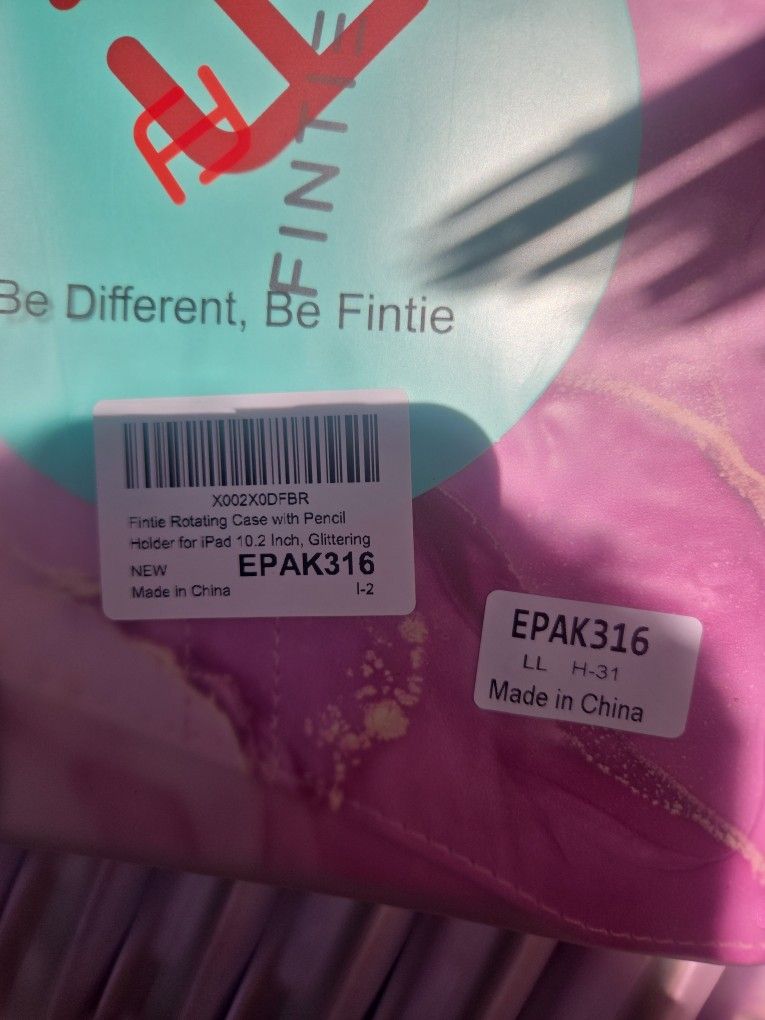 FINTIE
Be Different, Be Fintie
X002X0DFBR
Fintie Rotating Case with Pencil
Holder for iPad 10.2 Inch, Glittering
NEW EPAK316
Made in China I-2
EPAK316
LL H-31
Made in China